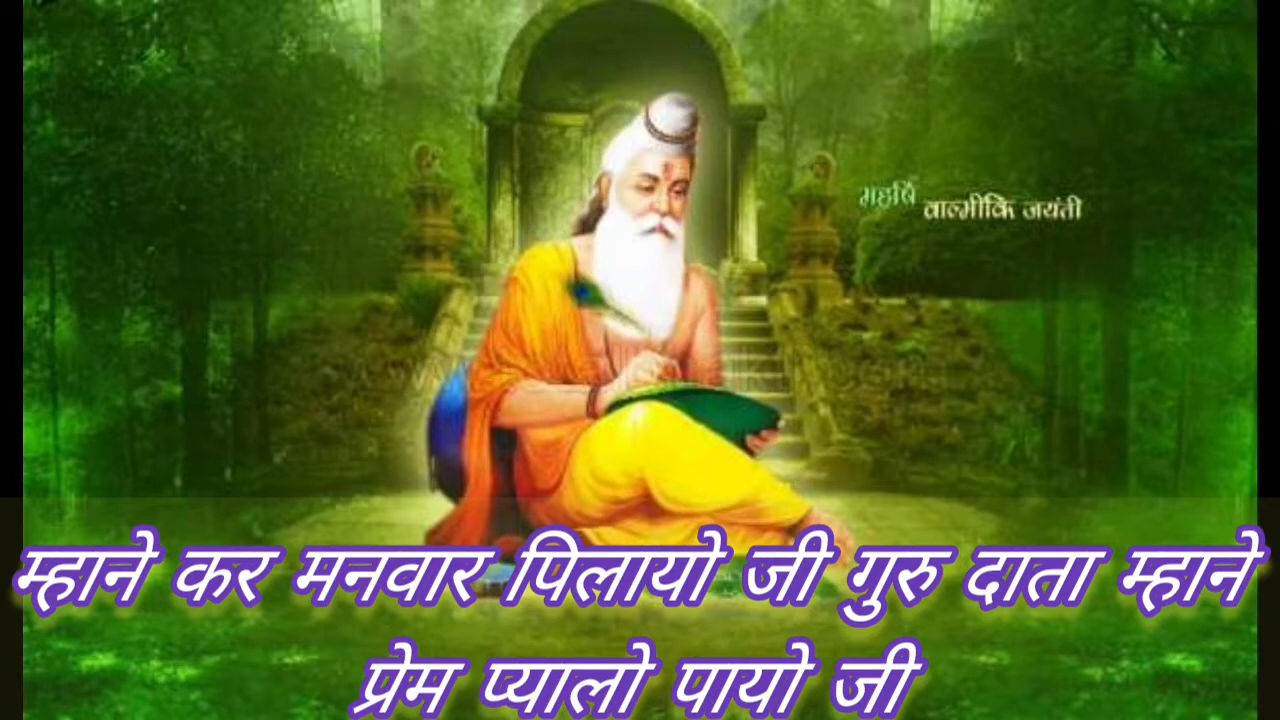 महर्षि वाल्मीकि जयंती
म्हाने कर मनवार पिलायो जी गुरु दाता म्हाने
प्रेम प्यालो पायो जी